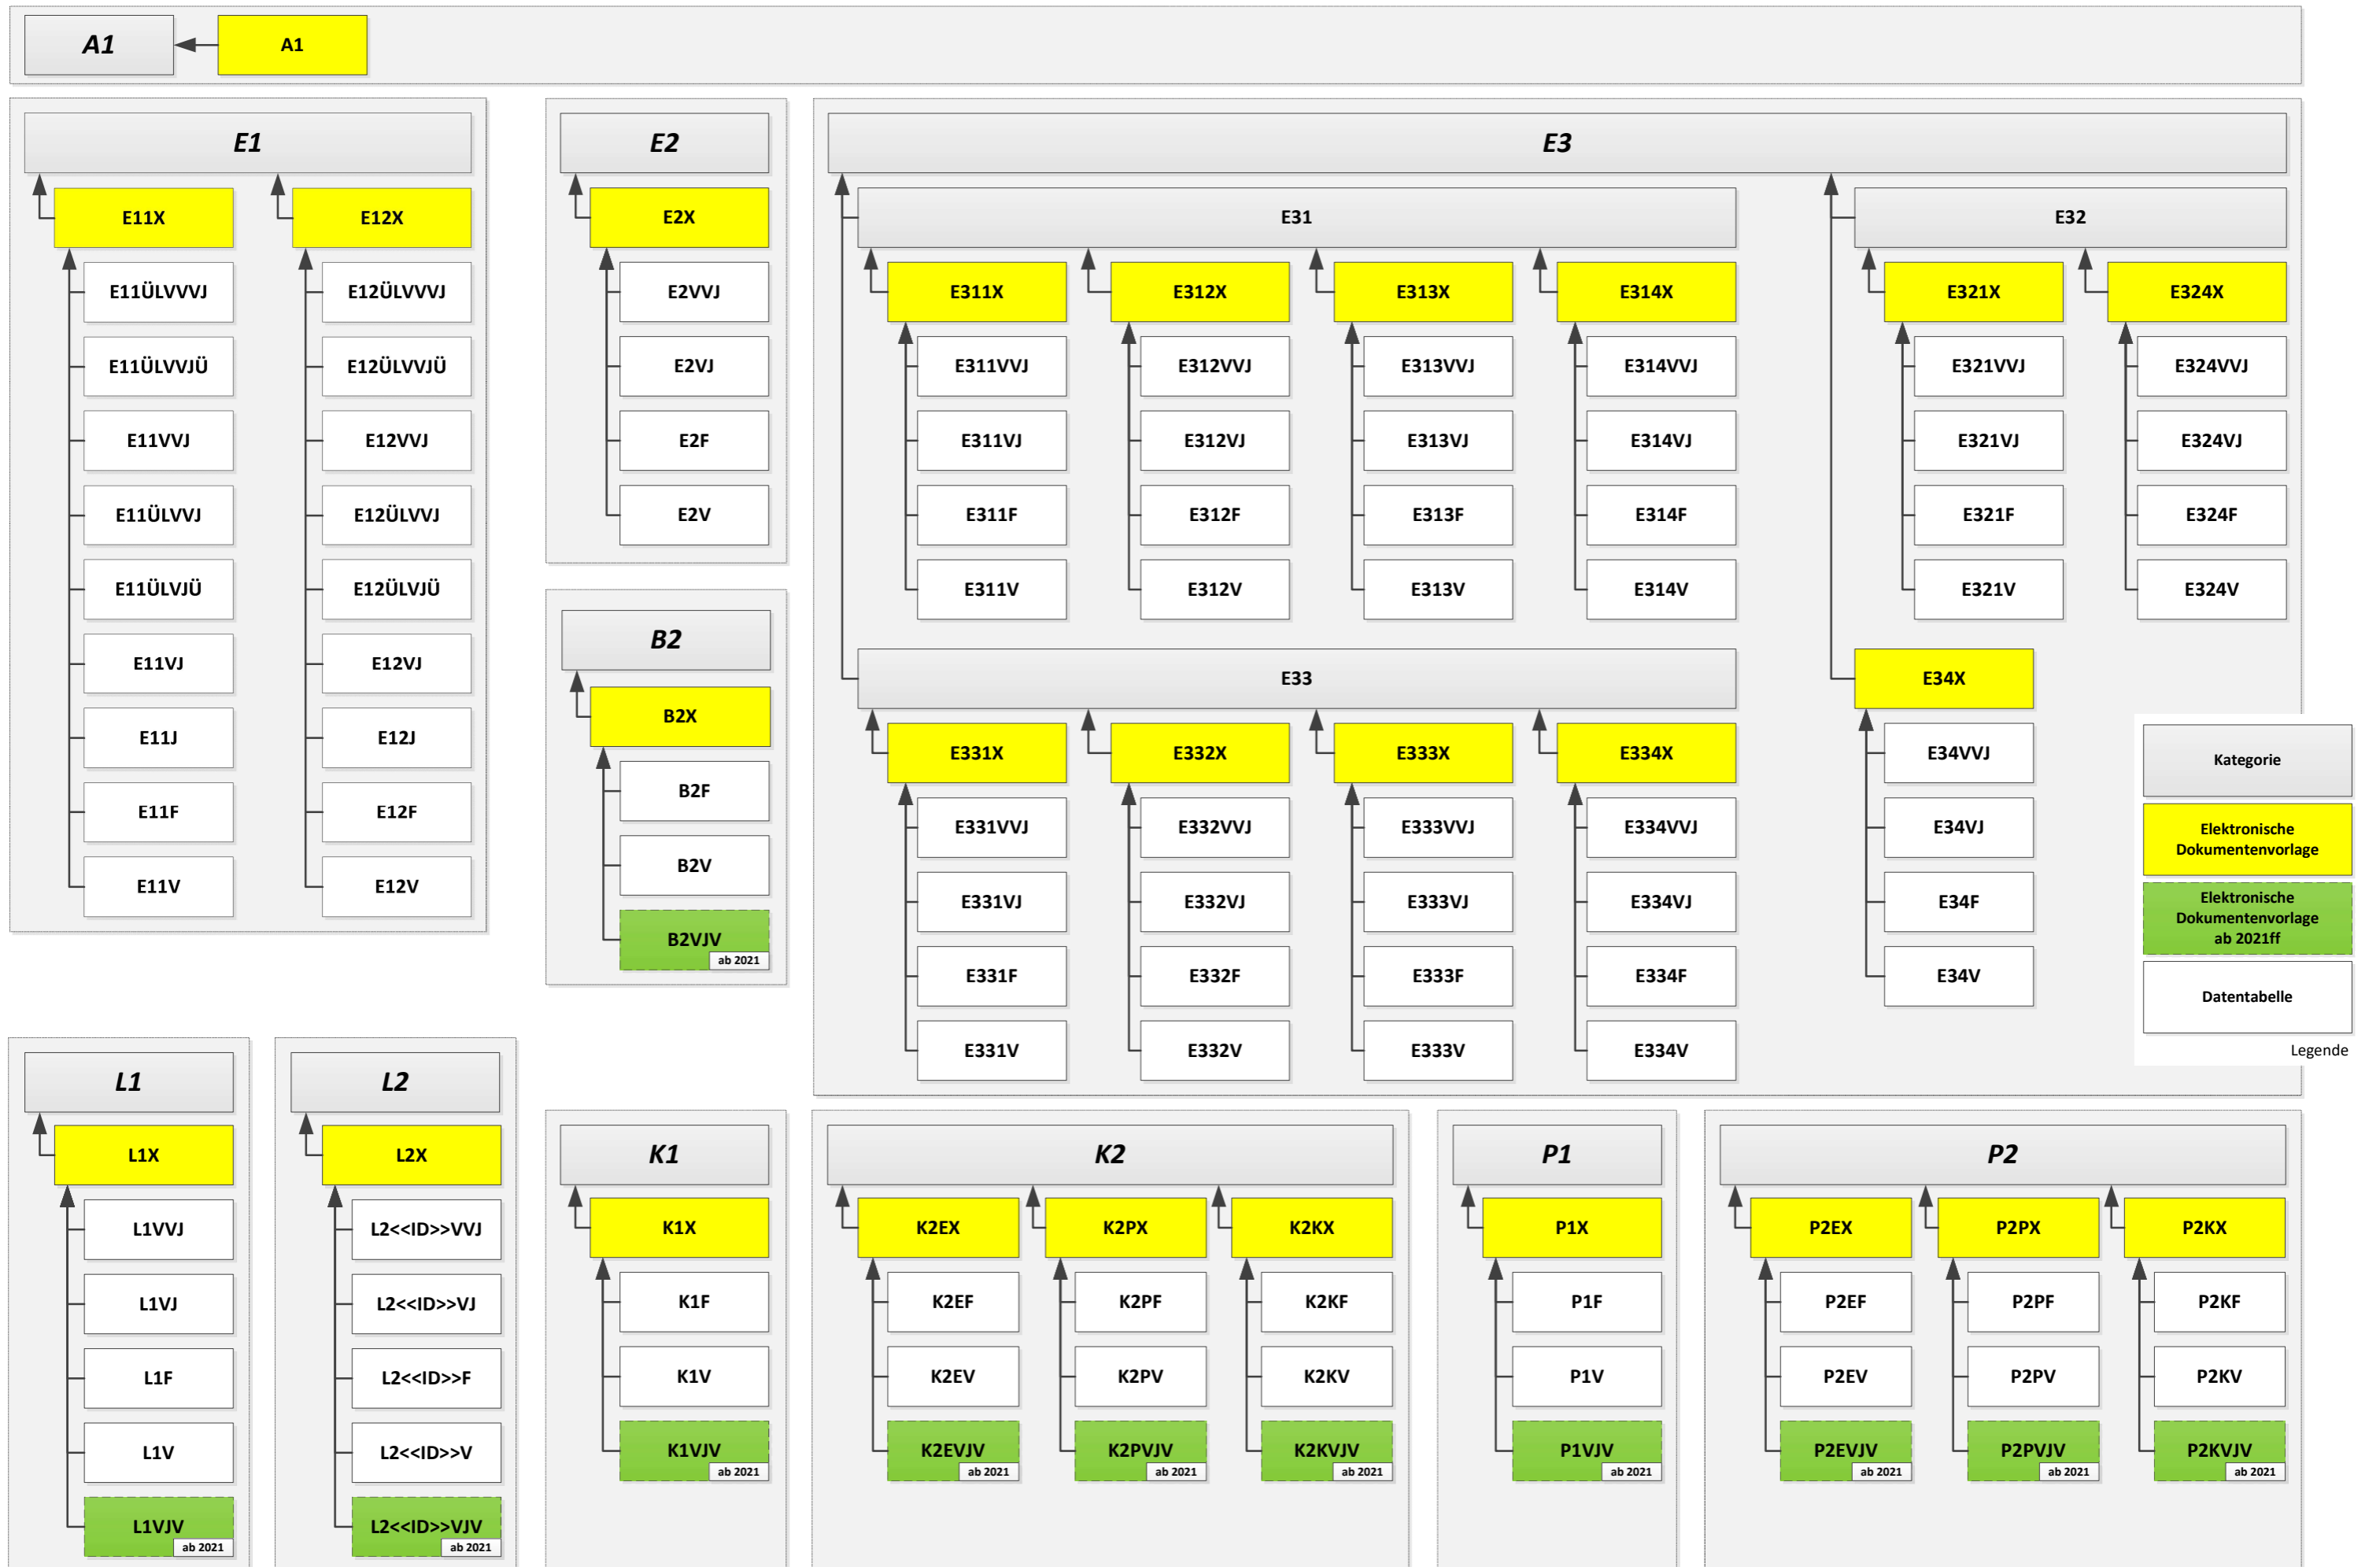 A1
A1
E1
E11X
E12X
E11ÜLVVVJ
E12ÜLVVVJ
E11ÜLVVJÜ
E12ÜLVVJÜ
E11VVJ
E12VVJ
E11ÜLVVJ
E12ÜLVVJ
E11ÜLVJÜ
E12ÜLVJÜ
E11VJ
E12VJ
E11J
E12J
E11F
E12F
E11V
E12V
E2
E2X
E2VVJ
E2VJ
E2F
E2V
B2
B2X
B2F
B2V
B2VJV
ab 2021
E3
E31
E311X
E312X
E313X
E314X
E311VVJ
E312VVJ
E313VVJ
E314VVJ
E311VJ
E312VJ
E313VJ
E314VJ
E311F
E312F
E313F
E314F
E311V
E312V
E313V
E314V
E32
E321X
E324X
E321VVJ
E324VVJ
E321VJ
E324VJ
E321F
E324F
E321V
E324V
E33
E331X
E332X
E333X
E334X
E331VVJ
E332VVJ
E333VVJ
E334VVJ
E331VJ
E332VJ
E333VJ
E334VJ
E331F
E332F
E333F
E334F
E331V
E332V
E333V
E334V
E34X
E34VVJ
E34VJ
E34F
E34V
Kategorie
Elektronische
Dokumentenvorlage
Elektronische
Dokumentenvorlage
ab 2021ff
Datentabelle
Legende
L1
L1X
L1VVJ
L1VJ
L1F
L1V
L1VJV
ab 2021
L2
L2X
L2<<ID>>VVJ
L2<<ID>>VJ
L2<<ID>>F
L2<<ID>>V
L2<<ID>>VJV
ab 2021
K1
K1X
K1F
K1V
K1VJV
ab 2021
K2
K2EX
K2PX
K2KX
K2EF
K2PF
K2KF
K2EV
K2PV
K2KV
K2EVJV
ab 2021
K2PVJV
ab 2021
K2KVJV
ab 2021
P1
P1X
P1F
P1V
P1VJV
ab 2021
P2
P2EX
P2PX
P2KX
P2EF
P2PF
P2KF
P2EV
P2PV
P2KV
P2EVJV
ab 2021
P2PVJV
ab 2021
P2KVJV
ab 2021